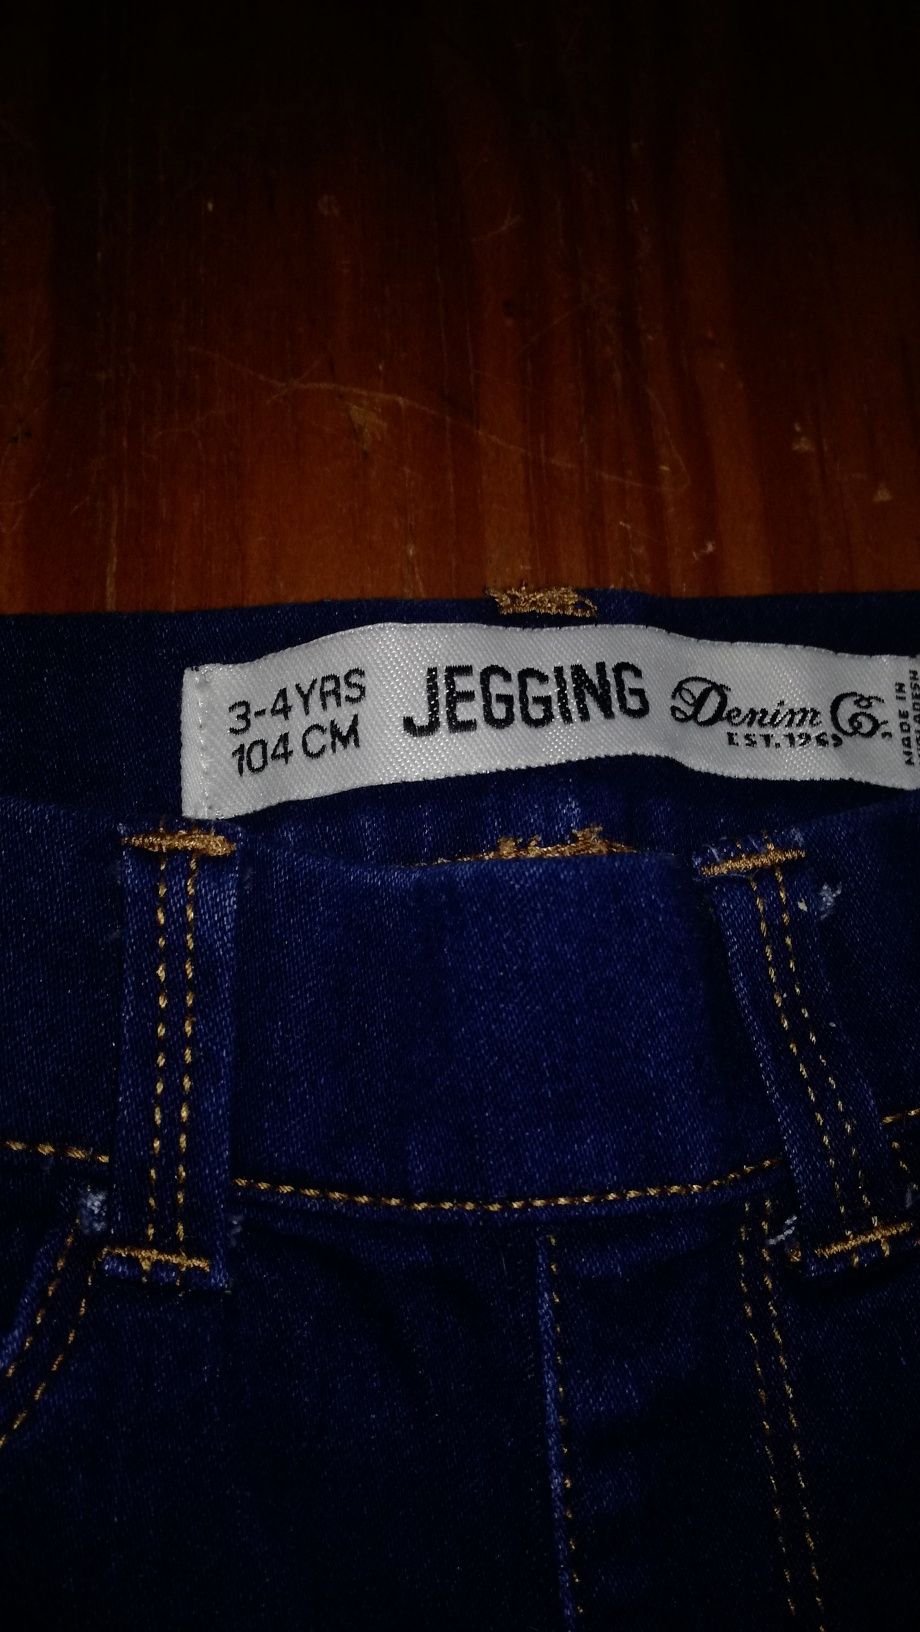 3-4YRS
104 CM
JEGGING
Denim Co.
EST. 1969
MADE IN